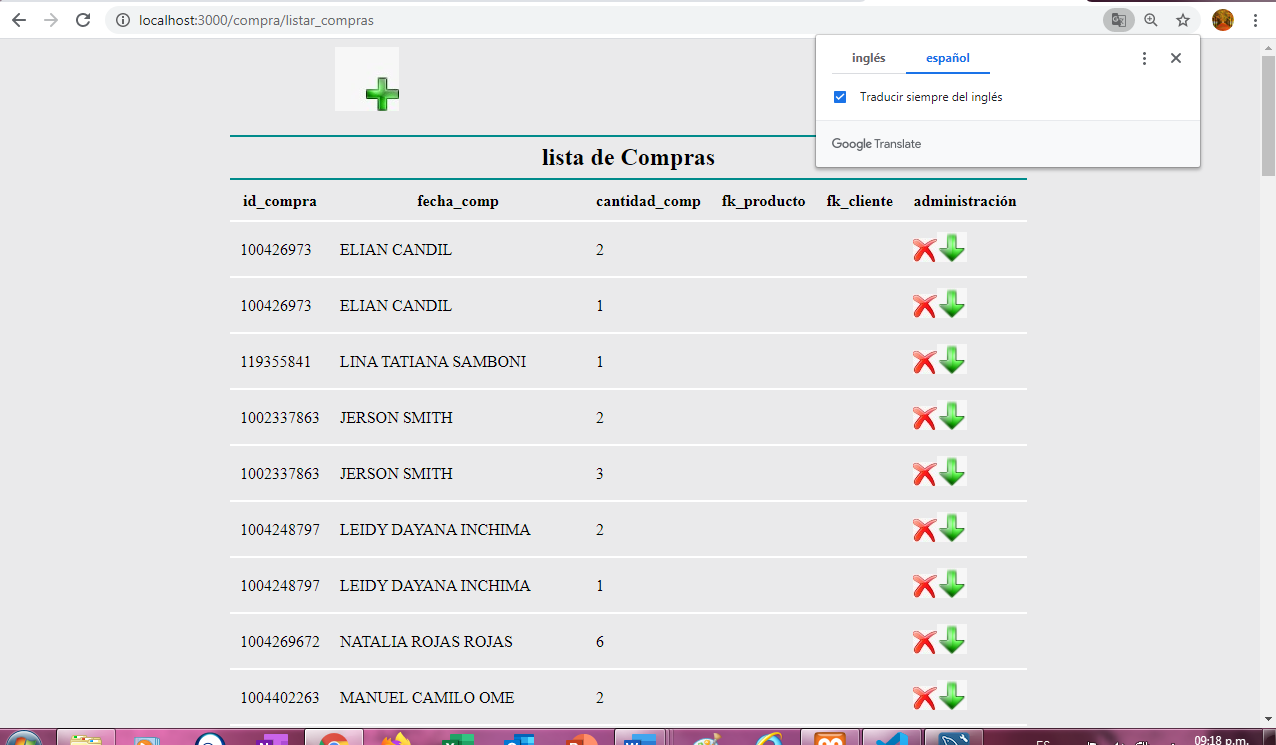 localhost:3000/compra/listar_compras
inglés español
Traducir siempre del inglés
Google Translate
lista de Compras
id_compra fecha_comp cantidad_comp fk_producto fk_cliente administración
100426973 ELIAN CANDIL 2
100426973 ELIAN CANDIL 1
119355841 LINA TATIANA SAMBONI 1
1002337863 JERSON SMITH 2
1002337863 JERSON SMITH 3
1004248797 LEIDY DAYANA INCHIMA 2
1004248797 LEIDY DAYANA INCHIMA 1
1004269672 NATALIA ROJAS ROJAS 6
1004402263 MANUEL CAMILO OME 2
ES
09:18 p.m.